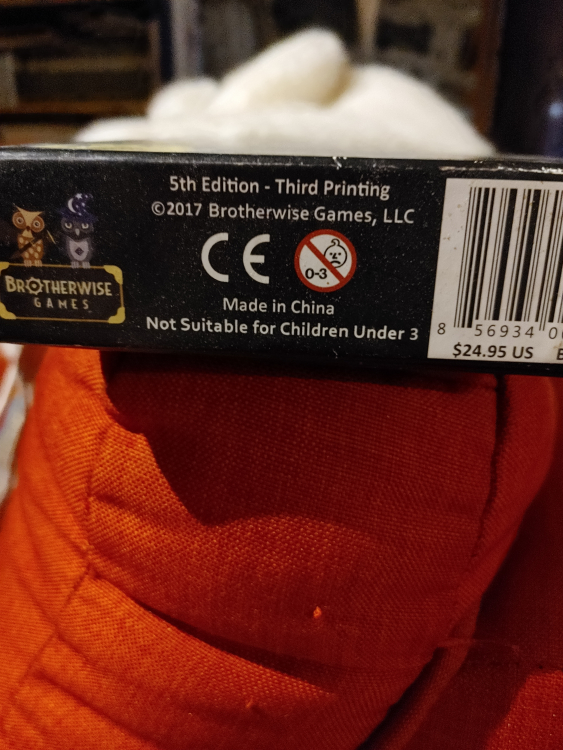 5th Edition - Third Printing
©2017 Brotherwise Games, LLC
CE
0-3
BROTHERWISE
GAMES
Made in China
Not Suitable for Children Under 3
8 56934 0
$24.95 US